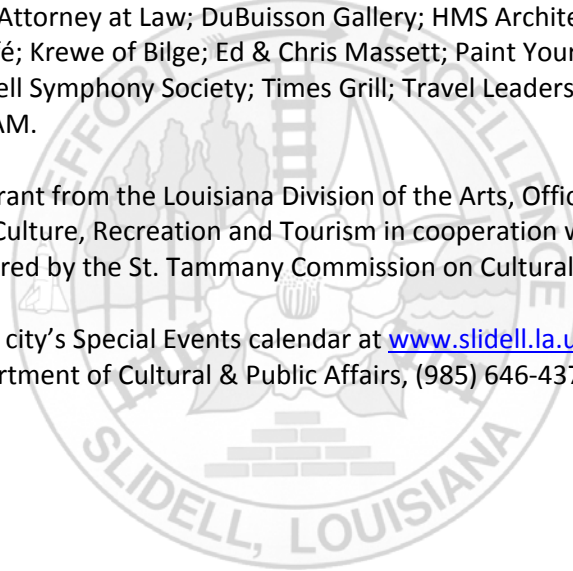 Attorney at Law; DuBuisson Gallery; HMS Archite
fé; Krewe of Bilge; Ed & Chris Massett; Paint Your
ell Symphony Society; Times Grill; Travel Leaders
AM.
rant from the Louisiana Division of the Arts, Offic
Culture, Recreation and Tourism in cooperation w
red by the St. Tammany Commission on Cultural
city’s Special Events calendar at www.slidell.la.u
rtment of Cultural & Public Affairs, (985) 646-437
EFFORT
EXCELLENCE
SLIDELL, LOUISIANA